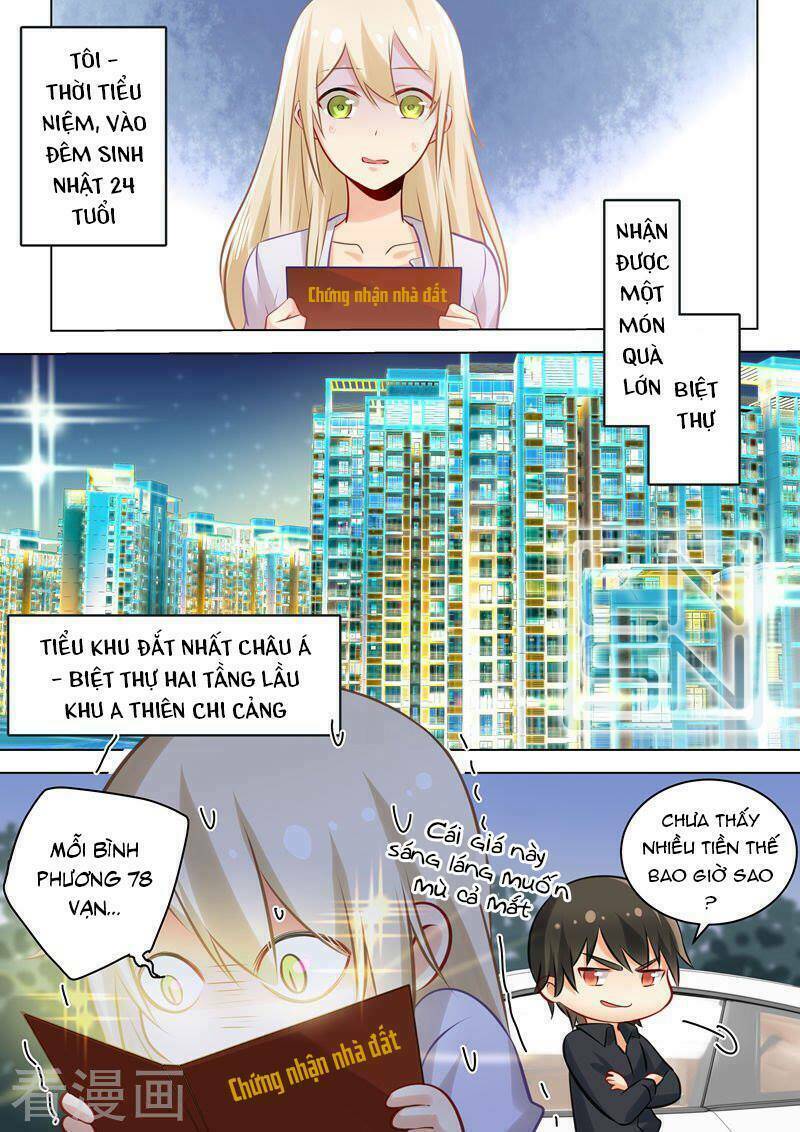 TÔI –
THỜI TIỂU
NIỆM, VÀO
ĐÊM SINH
NHẬT 24
TUỔI
Chứng nhận nhà đất
NHẬN
ĐƯỢC
MỘT
MÓN
QUÀ
LỚN
BIỆT
THỰ
TIỂU KHU ĐẮT NHẤT CHÂU Á
– BIỆT THỰ HAI TẦNG LẦU
KHU A THIÊN CHI CẢNG
MỖI BÌNH
PHƯƠNG 78
VẠN...
Cái giá này
sáng láng muốn
mù cả mắt
CHƯA THẤY
NHIỀU TIỀN THẾ
BAO GIỜ SAO
?
Chứng nhận nhà đất
看漫画